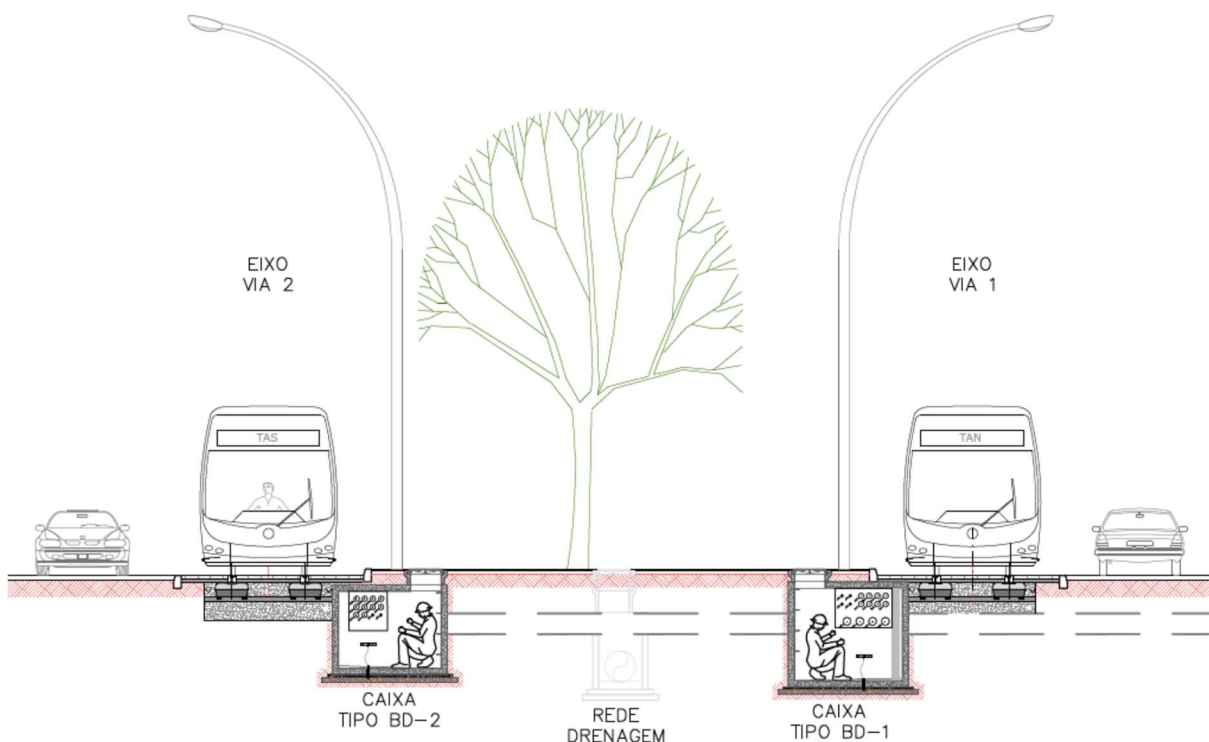 EIXO
VIA 2
EIXO
VIA 1
TAS
TAN
CAIXA
TIPO BD-2
REDE
DRENAGEM
CAIXA
TIPO BD-1